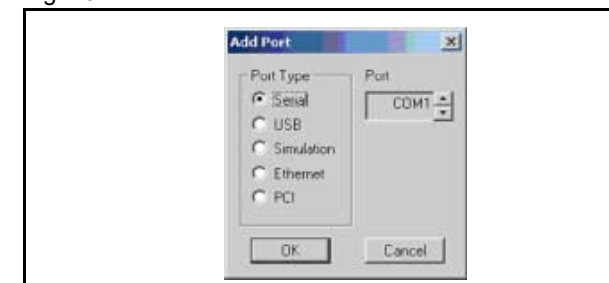 Add Port
Port Type
Port
Serial
COM1
USB
Simulation
Ethernet
PCI
OK
Cancel